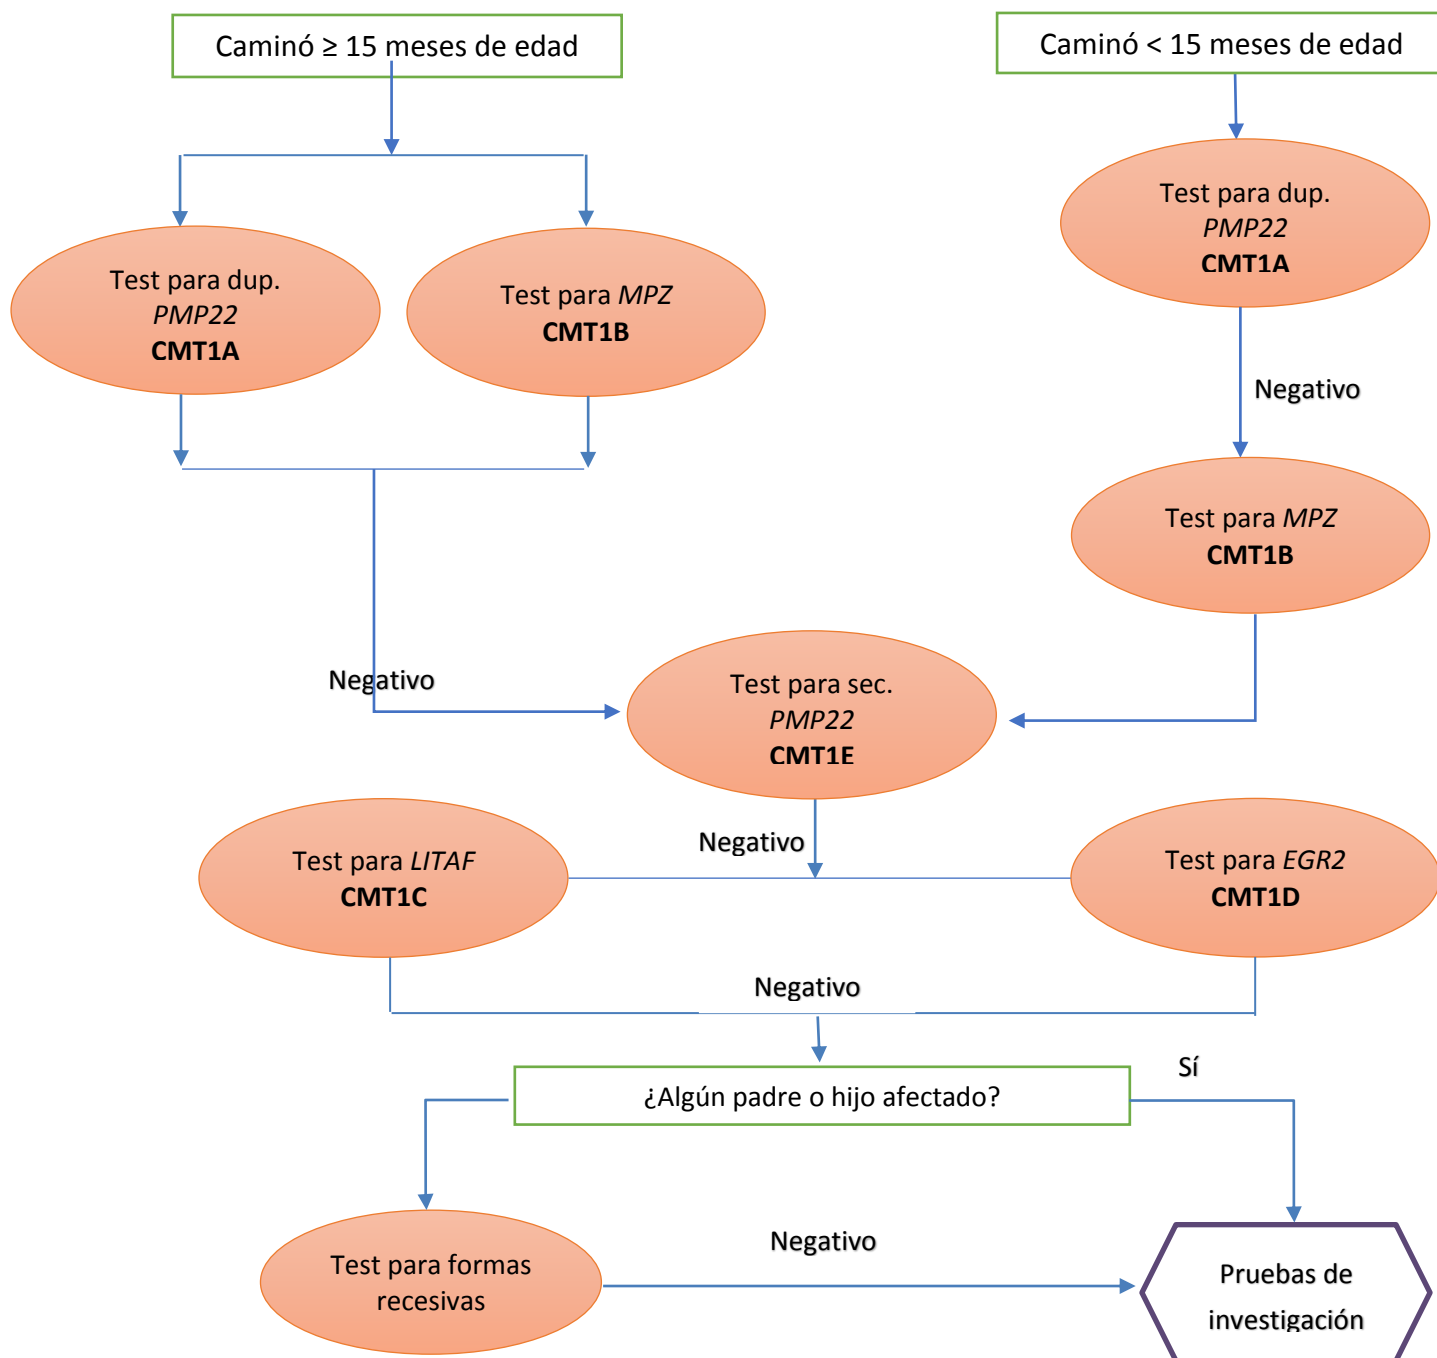 Caminó ≥ 15 meses de edad
Caminó < 15 meses de edad
Test para dup.
PMP22
CMT1A
Test para MPZ
CMT1B
Test para dup.
PMP22
CMT1A
Negativo
Test para MPZ
CMT1B
Negativo
Test para sec.
PMP22
CMT1E
Negativo
Test para LITAF
CMT1C
Test para EGR2
CMT1D
Negativo
¿Algún padre o hijo afectado?
Sí
Test para formas
recesivas
Negativo
Pruebas de
investigación